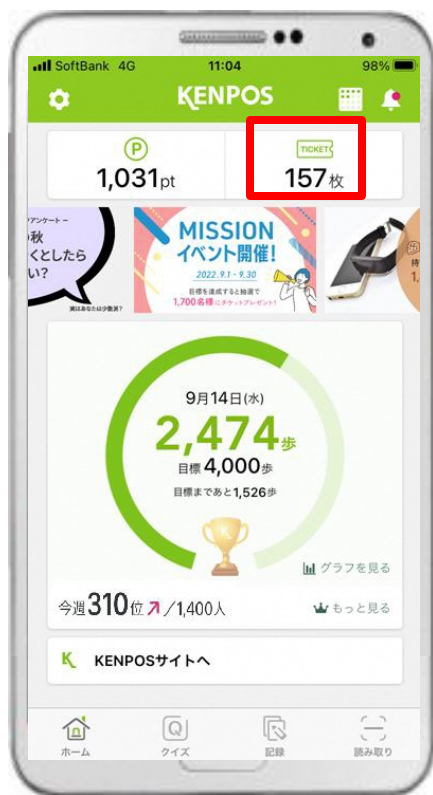 SoftBank 4G 11:04 98%
KENPOS
P TICKET
1,031pt 157枚
アンケート −
秋
くとしたら
い?
MISSION
イベント開催!
2022.9.1 - 9.30
目標を達成すると抽選で
1,700名様にチケットプレゼント!
9月14日(水)
2,474歩
目標 4,000歩
目標まであと1,526歩
グラフを見る
今週310位 /1,400人
もっと見る
KENPOSサイトへ
ホーム クイズ 記録 読み取り